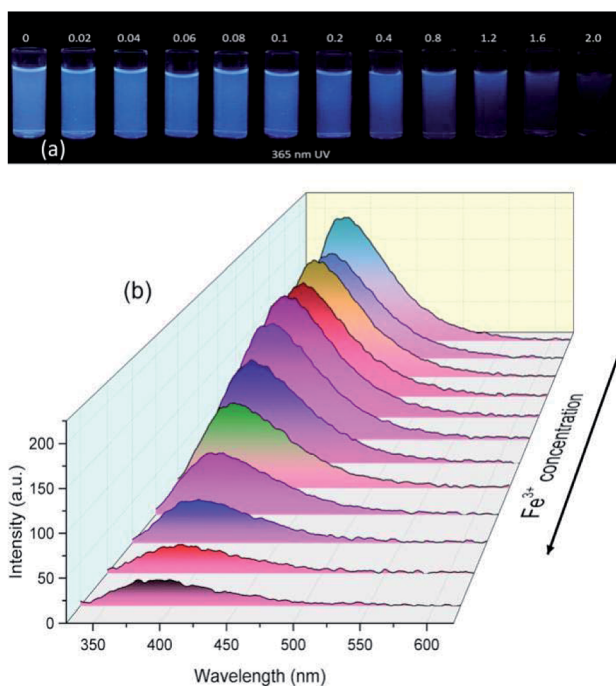 0 0.02 0.04 0.06 0.08 0.1 0.2 0.4 0.8 1.2 1.6 2.0
(a)
365 nm UV
(b)
200
150
100
50
0
Intensity (a.u.)
Fe³⁺ concentration
350 400 450 500 550 600
Wavelength (nm)